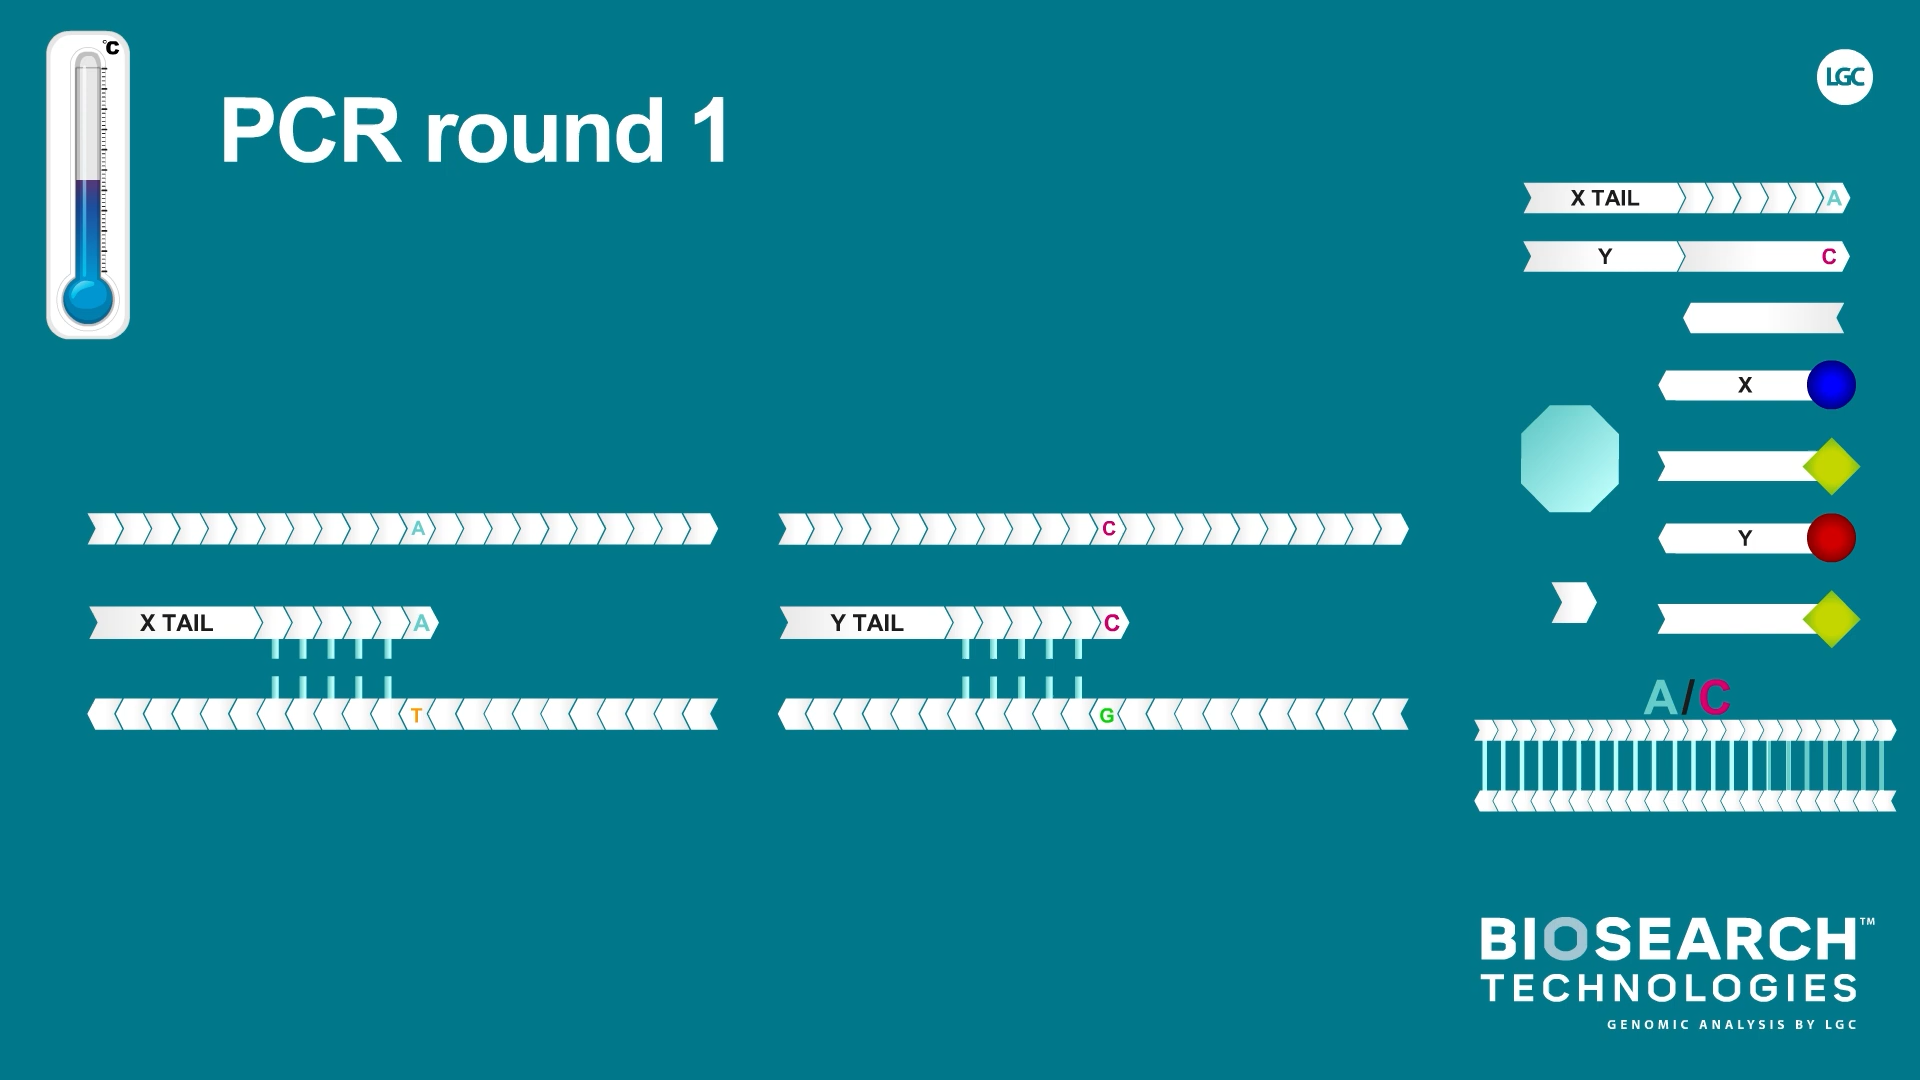 °C
PCR round 1
LGC
X TAIL A
Y C
X
Y
A
C
X TAIL A
Y TAIL C
T
G
A/C
BIOSEARCH™
TECHNOLOGIES
GENOMIC ANALYSIS BY LGC